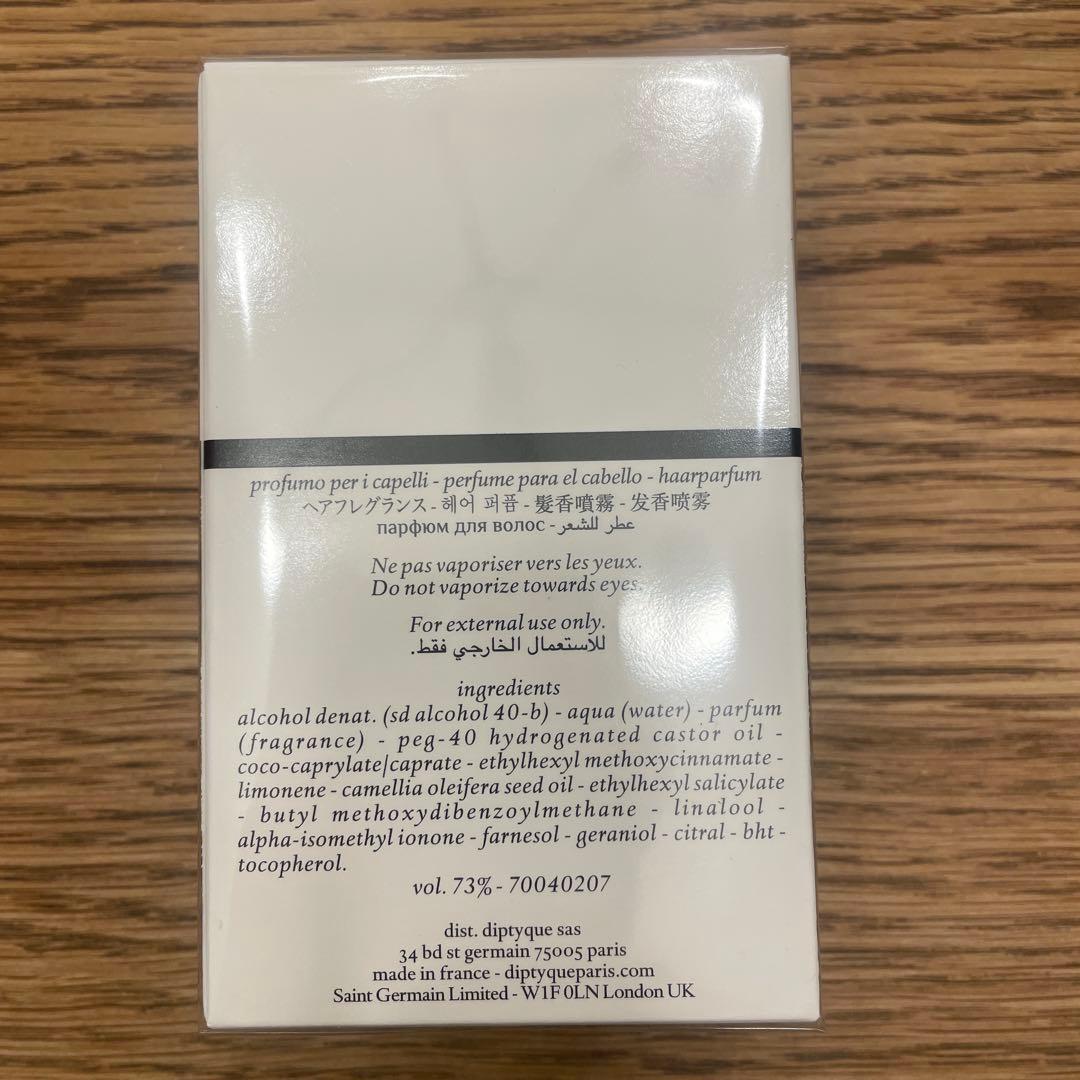 profumo per i capelli - perfume para el cabello - haarparfum
ヘアフレグランス - 헤어 퍼퓸 - 髮香噴霧 - 发香喷雾
парфюм для волос - عطر للشعر
Ne pas vaporiser vers les yeux.
Do not vaporize towards eyes.
For external use only.
للاستعمال الخارجي فقط.
ingredients
alcohol denat. (sd alcohol 40-b) - aqua (water) - parfum
(fragrance) - peg-40 hydrogenated castor oil -
coco-caprylate/caprate - ethylhexyl methoxycinnamate -
limonene - camellia oleifera seed oil - ethylhexyl salicylate
- butyl methoxydibenzoylmethane - linalool -
alpha-isomethyl ionone - farnesol - geraniol - citral - bht -
tocopherol.
vol. 73% - 70040207
dist. diptyque sas
34 bd st germain 75005 paris
made in france - diptyqueparis.com
Saint Germain Limited - W1F 0LN London UK